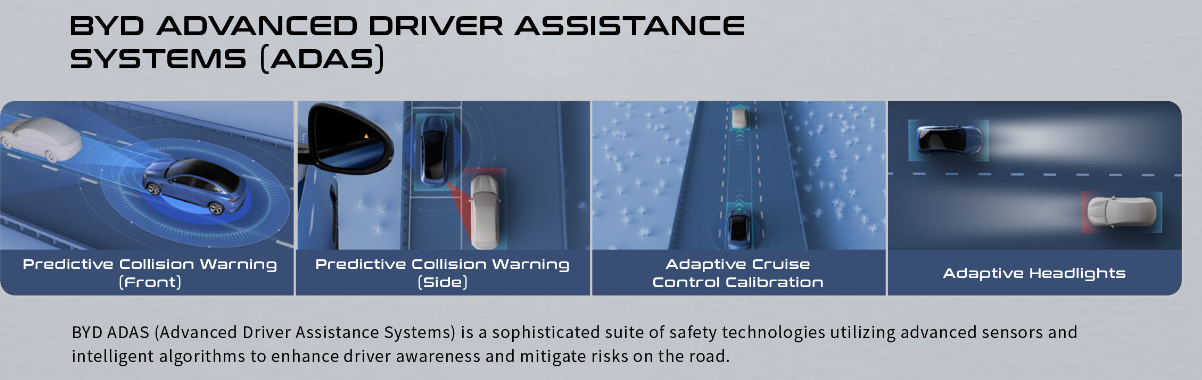 BYD ADVANCED DRIVER ASSISTANCE
SYSTEMS (ADAS)
Predictive Collision Warning
(Front)
Predictive Collision Warning
(Side)
Adaptive Cruise
Control Calibration
Adaptive Headlights
BYD ADAS (Advanced Driver Assistance Systems) is a sophisticated suite of safety technologies utilizing advanced sensors and
intelligent algorithms to enhance driver awareness and mitigate risks on the road.